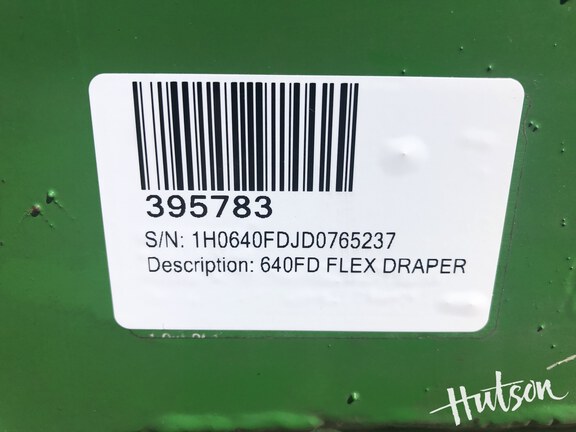 395783
S/N: 1H0640FDJD0765237
Description: 640FD FLEX DRAPER
Hutson